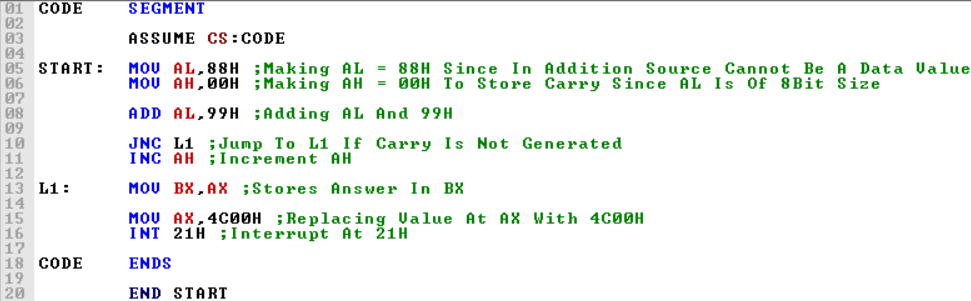 01 CODE SEGMENT
02
03 ASSUME CS:CODE
04
05 START: MOV AL,88H ;Making AL = 88H Since In Addition Source Cannot Be A Data Value
06 MOV AH,00H ;Making AH = 00H To Store Carry Since AL Is Of 8Bit Size
07
08 ADD AL,99H ;Adding AL And 99H
09
10 JNC L1 ;Jump To L1 If Carry Is Not Generated
11 INC AH ;Increment AH
12
13 L1: MOV BX,AX ;Stores Answer In BX
14
15 MOV AX,4C00H ;Replacing Value At AX With 4C00H
16 INT 21H ;Interrupt At 21H
17
18 CODE ENDS
19
20 END START